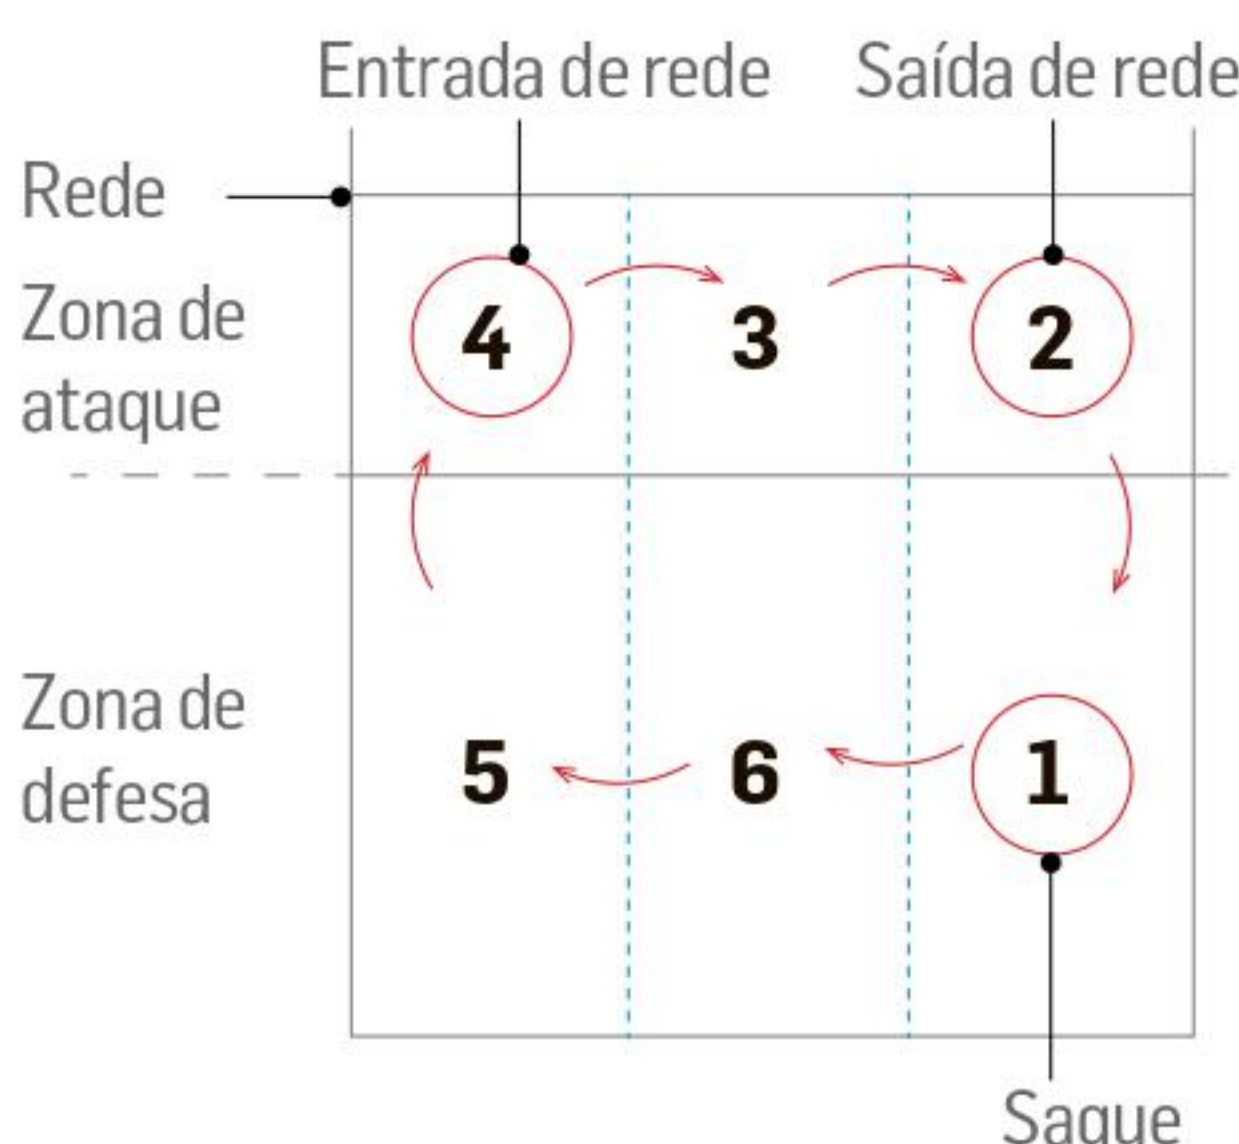 Entrada de rede
Saída de rede
Rede
Zona de
ataque
4 3 2
Zona de
defesa
5 6 1
Saque